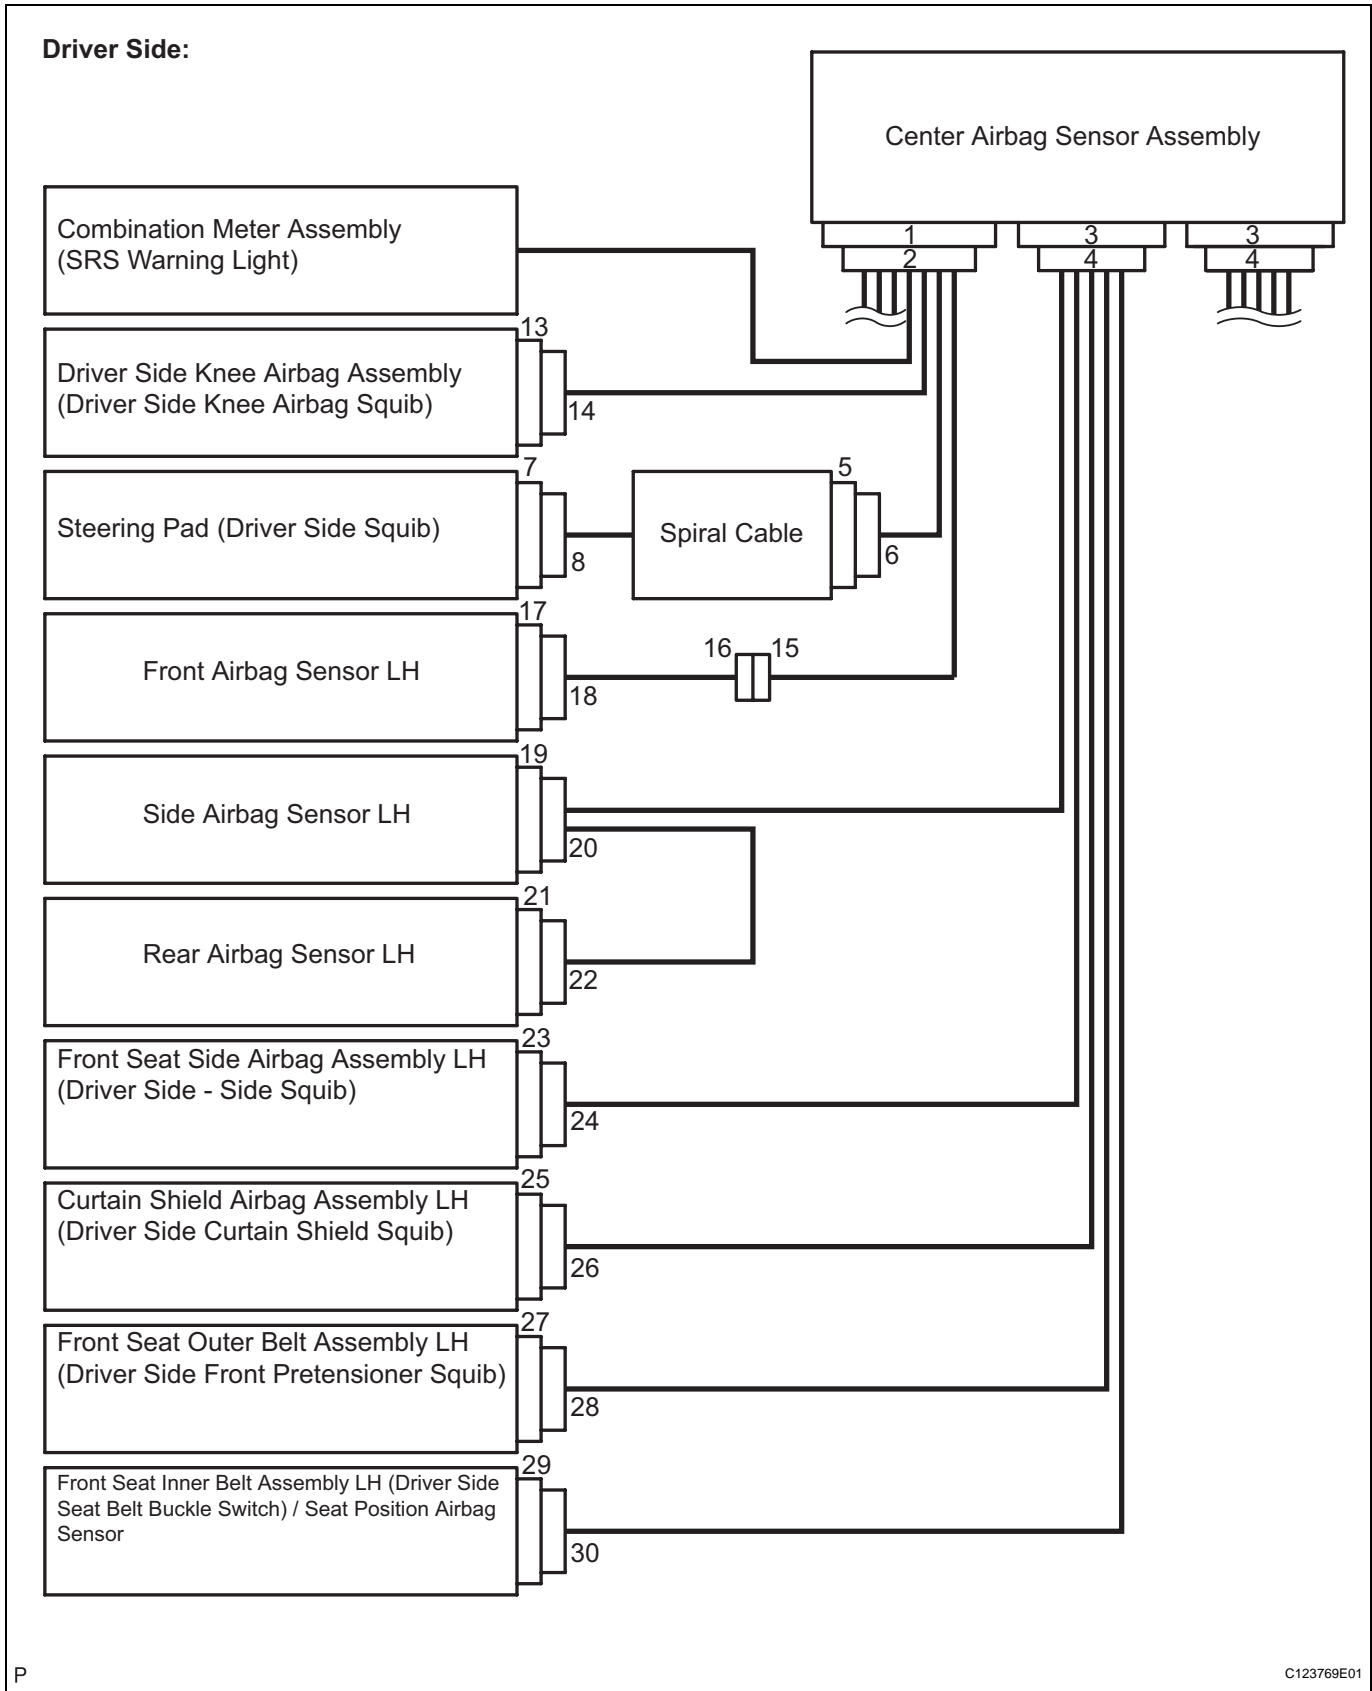 Driver Side:
Center Airbag Sensor Assembly
1
3
3
2
4
4
Combination Meter Assembly
(SRS Warning Light)
13
Driver Side Knee Airbag Assembly
(Driver Side Knee Airbag Squib)
14
7
Steering Pad (Driver Side Squib)
8
5
Spiral Cable
6
17
Front Airbag Sensor LH
18
16
15
19
Side Airbag Sensor LH
20
21
Rear Airbag Sensor LH
22
23
Front Seat Side Airbag Assembly LH
(Driver Side - Side Squib)
24
25
Curtain Shield Airbag Assembly LH
(Driver Side Curtain Shield Squib)
26
27
Front Seat Outer Belt Assembly LH
(Driver Side Front Pretensioner Squib)
28
29
Front Seat Inner Belt Assembly LH (Driver Side
Seat Belt Buckle Switch) / Seat Position Airbag
Sensor
30
P
C123769E01